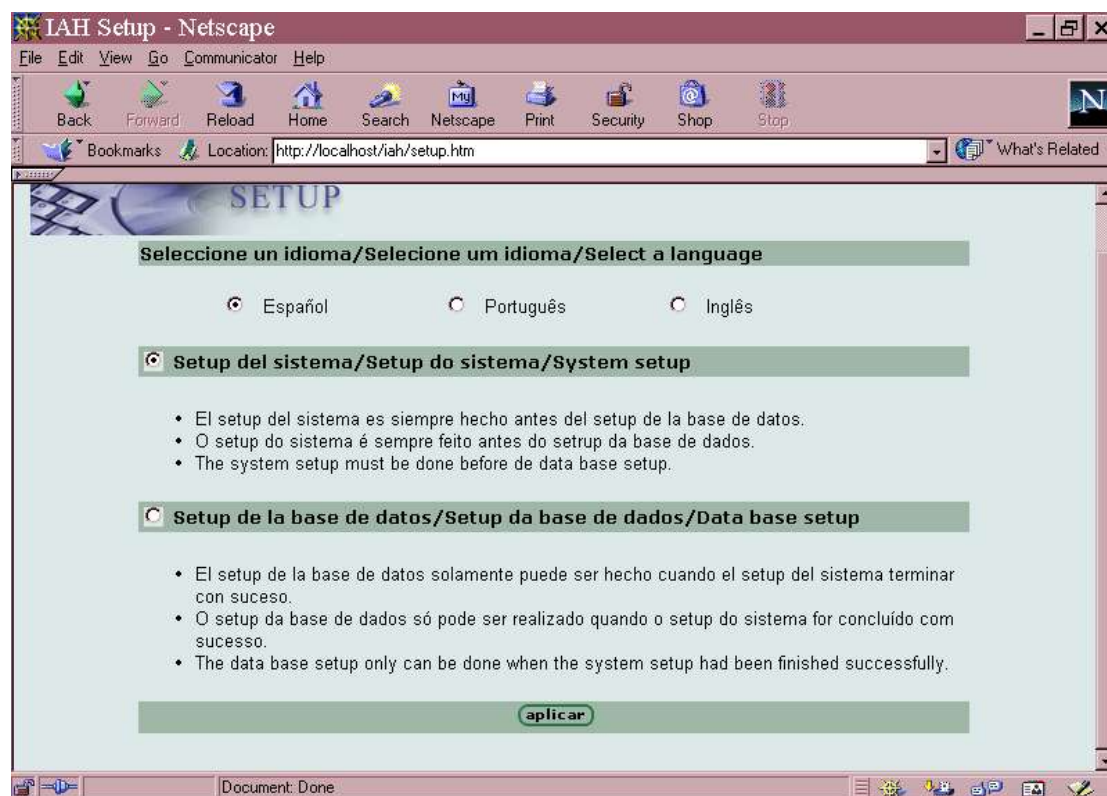 IAH Setup - Netscape
File Edit View Go Communicator Help
Back Forward Reload Home Search Netscape Print Security Shop Stop
My
N
Bookmarks Location: http://localhost/iah/setup.htm What's Related
SETUP
Seleccione un idioma/Selecione um idioma/Select a language
Español Português Inglês
Setup del sistema/Setup do sistema/System setup
• El setup del sistema es siempre hecho antes del setup de la base de datos.
• O setup do sistema é sempre feito antes do setrup da base de dados.
• The system setup must be done before de data base setup.
Setup de la base de datos/Setup da base de dados/Data base setup
• El setup de la base de datos solamente puede ser hecho cuando el setup del sistema terminar
con suceso.
• O setup da base de dados só pode ser realizado quando o setup do sistema for concluído com
sucesso.
• The data base setup only can be done when the system setup had been finished successfully.
aplicar
Document: Done